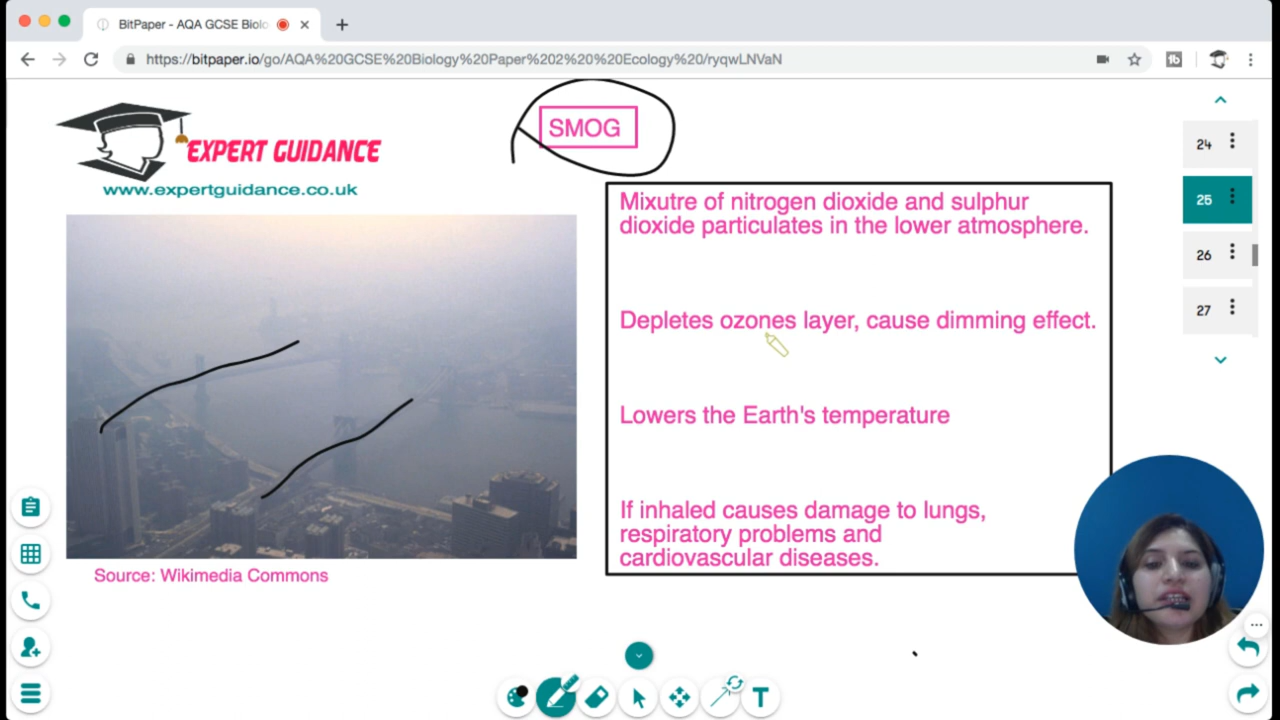 BitPaper - AQA GCSE Biolo
https://bitpaper.io/go/AQA%20GCSE%20Biology%20Paper%202%20%20Ecology%20/ryqwLNVaN
EXPERT GUIDANCE
www.expertguidance.co.uk
SMOG
Mixutre of nitrogen dioxide and sulphur
dioxide particulates in the lower atmosphere.
Depletes ozones layer, cause dimming effect.
Lowers the Earth's temperature
If inhaled causes damage to lungs,
respiratory problems and
cardiovascular diseases.
Source: Wikimedia Commons
24
25
26
27
T